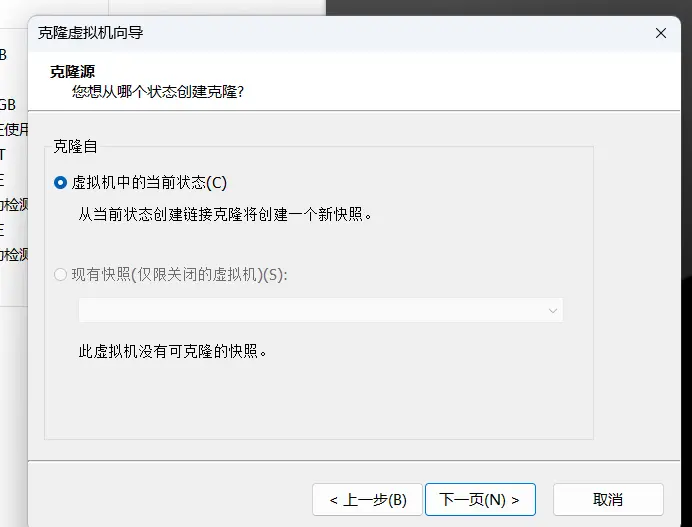 克隆虚拟机向导
克隆源
您想从哪个状态创建克隆?
B
GB
在使用
T
E
动检测
E
动检测
克隆自
虚拟机中的当前状态(C)
从当前状态创建链接克隆将创建一个新快照。
现有快照(仅限关闭的虚拟机)(S):
此虚拟机没有可克隆的快照。
< 上一步(B)
下一页(N) >
取消